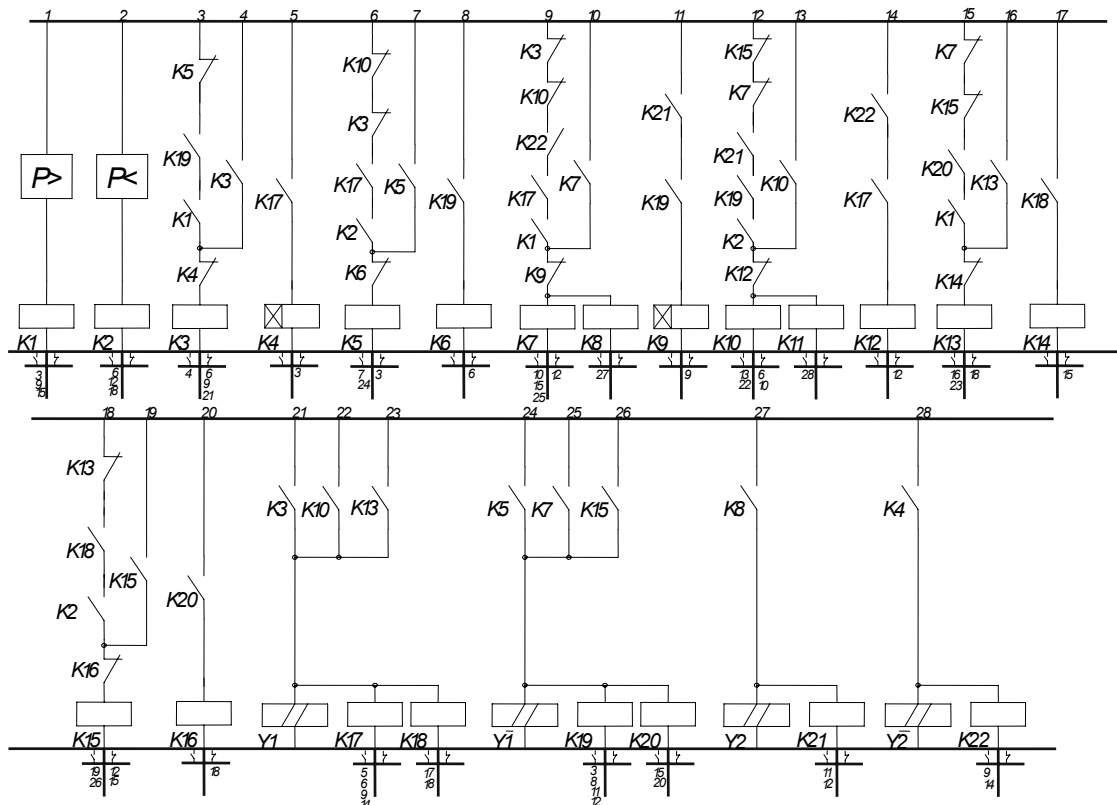 1 2 3 4 5 6 7 8 9 10 11 12 13 14 15 16 17
K5 K10 K3 K15 K7
K3 K10 K21 K7 K22 K15
K19 K22 K21 K20
P> P< K3 K17 K17 K5 K19 K17 K7 K19 K19 K10 K17 K13 K18
K1 K2 K1 K2 K1
K4 K6 K9 K12 K14
K1 K2 K3 K4 K5 K6 K7 K8 K9 K10 K11 K12 K13 K14
3 6 4 6 3 7 3 6 10 12 27 9 13 6 28 12 16 18 15
9 12 9 24 15 22 10 23
15 18 21 25
18 19 20 21 22 23 24 25 26 27 28
K13
K3 K10 K13 K5 K7 K15 K8 K4
K18
K15 K20
K2
K16
K15 K16 Y1 K17 K18 Y1̅ K19 K20 Y2 K21 Y2̅ K22
19 12 18 5 17 3 15 11 9
26 15 6 18 8 20 12 14
9 11
14 12